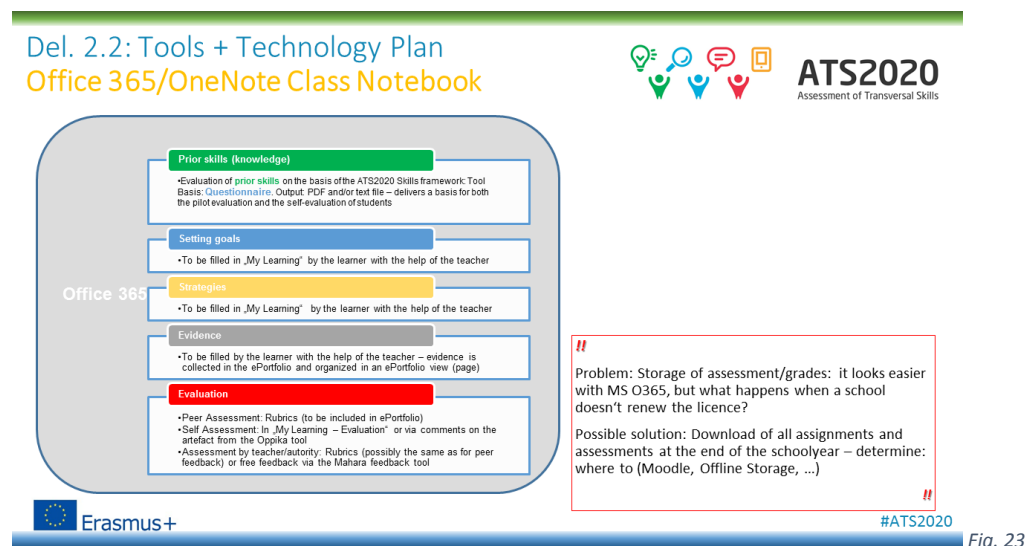 Del. 2.2: Tools + Technology Plan
Office 365/OneNote Class Notebook
ATS2020
Assessment of Transversal Skills
Office 365
Prior skills (knowledge)
•Evaluation of prior skills on the basis of the ATS2020 Skills framework: Tool
Basis: Questionnaire. Output: PDF and/or text file – delivers a basis for both
the pilot evaluation and the self-evaluation of students
Setting goals
•To be filled in „My Learning“ by the learner with the help of the teacher
Strategies
•To be filled in „My Learning“ by the learner with the help of the teacher
Evidence
•To be filled by the learner with the help of the teacher – evidence is
collected in the ePortfolio and organized in an ePortfolio view (page)
Evaluation
•Peer Assessment: Rubrics (to be included in ePortfolio)
•Self Assessment: In „My Learning – Evaluation“ or via comments on the
artefact from the Oppika tool
•Assessment by teacher/autority: Rubrics (possibly the same as for peer
feedback) or free feedback via the Mahara feedback tool
!!
Problem: Storage of assessment/grades: it looks easier
with MS O365, but what happens when a school
doesn‘t renew the licence?
Possible solution: Download of all assignments and
assessments at the end of the schoolyear – determine:
where to (Moodle, Offline Storage, ...)
!!
Erasmus+
#ATS2020
Fig. 23